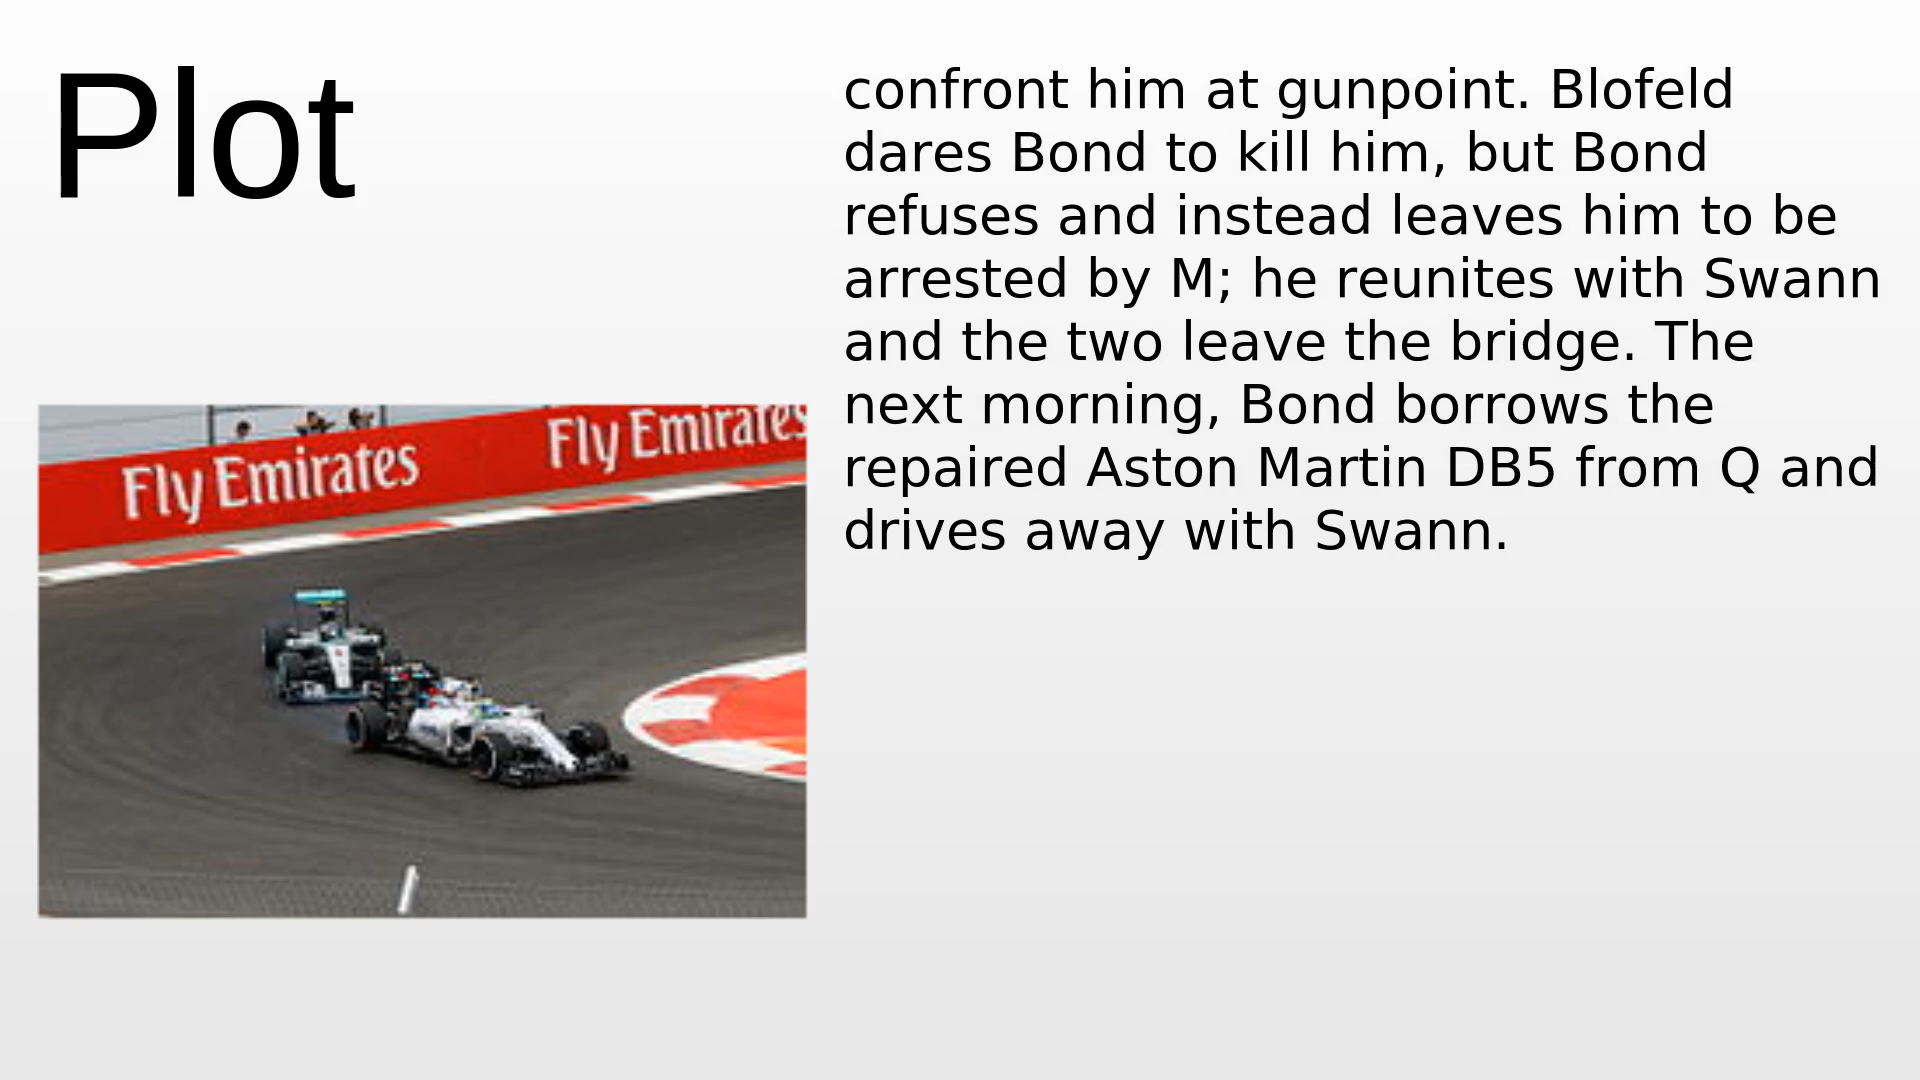 Plot
confront him at gunpoint. Blofeld
dares Bond to kill him, but Bond
refuses and instead leaves him to be
arrested by M; he reunites with Swann
and the two leave the bridge. The
next morning, Bond borrows the
repaired Aston Martin DB5 from Q and
drives away with Swann.
Fly Emirates
Fly Emirates